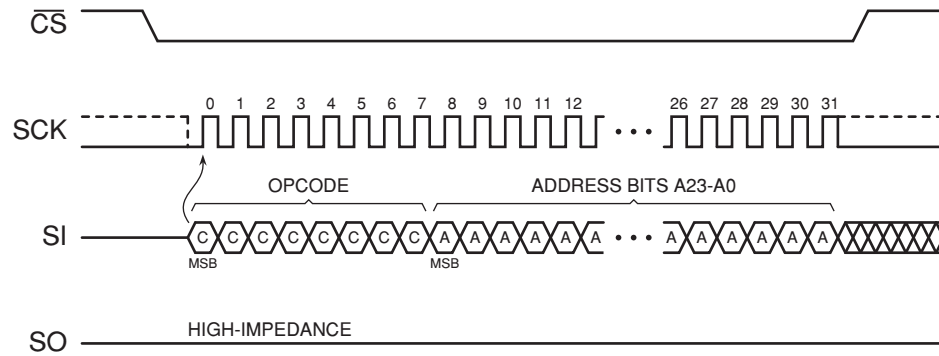 CS
0 1 2 3 4 5 6 7 8 9 10 11 12 26 27 28 29 30 31
SCK
OPCODE ADDRESS BITS A23-A0
SI C C C C C C C C A A A A A A A A A A A A
MSB MSB
HIGH-IMPEDANCE
SO